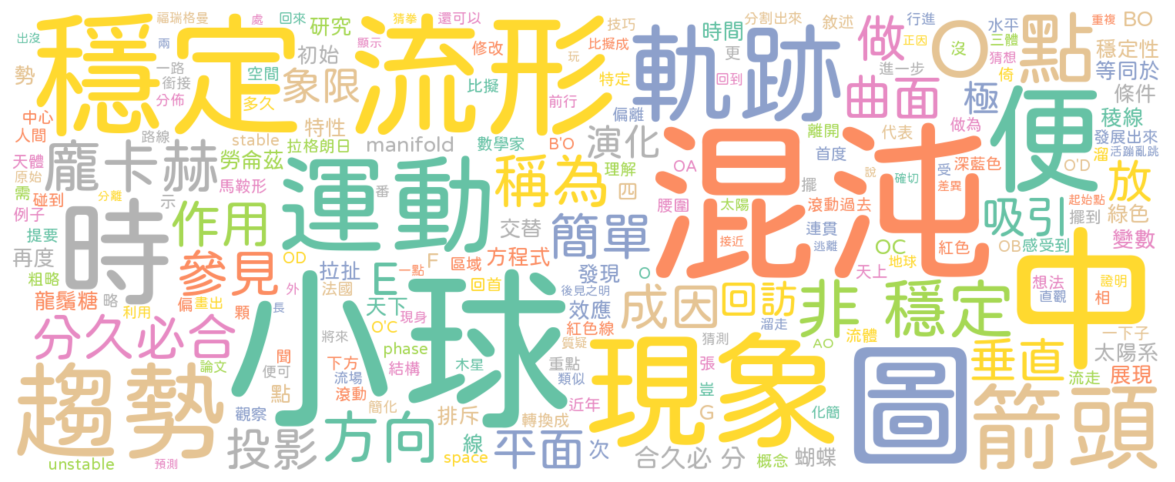 出沒 福瑞格曼 處 回來 猜拳 技巧 分割出來 敘述 行進 水平 重複 BO
兩 顯示 研究 修改 玩 比擬成 時間 做 正因 沒 三體 點 穩定性
穩定 流形 軌跡 O 猜想
勢 一路 空間 初始 更 進一步 倚 等同於
銜接 象限 比擬 特定 回到 曲面 極 條件
分佈 多久 前行 偏離 便 稜線
中心 路線 stable 特性 數學家 B'O 離開 代表 做為 發展出來
人間 拉格朗日 manifold 演化 首度 溜 活蹦亂跳
天體 龐卡赫 勞侖茲 稱為 理解 OA 受 深藍色 O'D
原始 馬鞍形 運動 四 混沌 說 確切 差異 放
需 碰到 分離 示 番 腰圍 太陽 擺 起始點
例子 時 作用 交替 簡單 滾動過去 吸引 擺到 綠色
提要 連貫 OC 紅色 OB 感受到 變數
再度 參見 OD F 方程式 接近 逃離 地球 中
粗略 E 區域 發現 O 天上 想法 證明
龍鬚糖 略 偏 畫出 外 拉扯 一點 回首 成因 回訪 非 穩定 直觀 相
利用 顆 法國 天下 後見之明 效應 溜走 流體 一下子
分久必合 長 O'C 現身 小球 紅色線 猜測 AO 垂直 太陽系
將來 phase 質疑 現象 張 圖 展現
論文 聞 下方 結構 木星 重點 豈 流走
趨勢 點 便可 流場 類似 箭頭
觀察 滾動 簡化 排斥 近年 G 化簡
方向 線 轉換成 平面 次
unstable 預測 投影 space 合久必 分 概念 蝴蝶
還可以